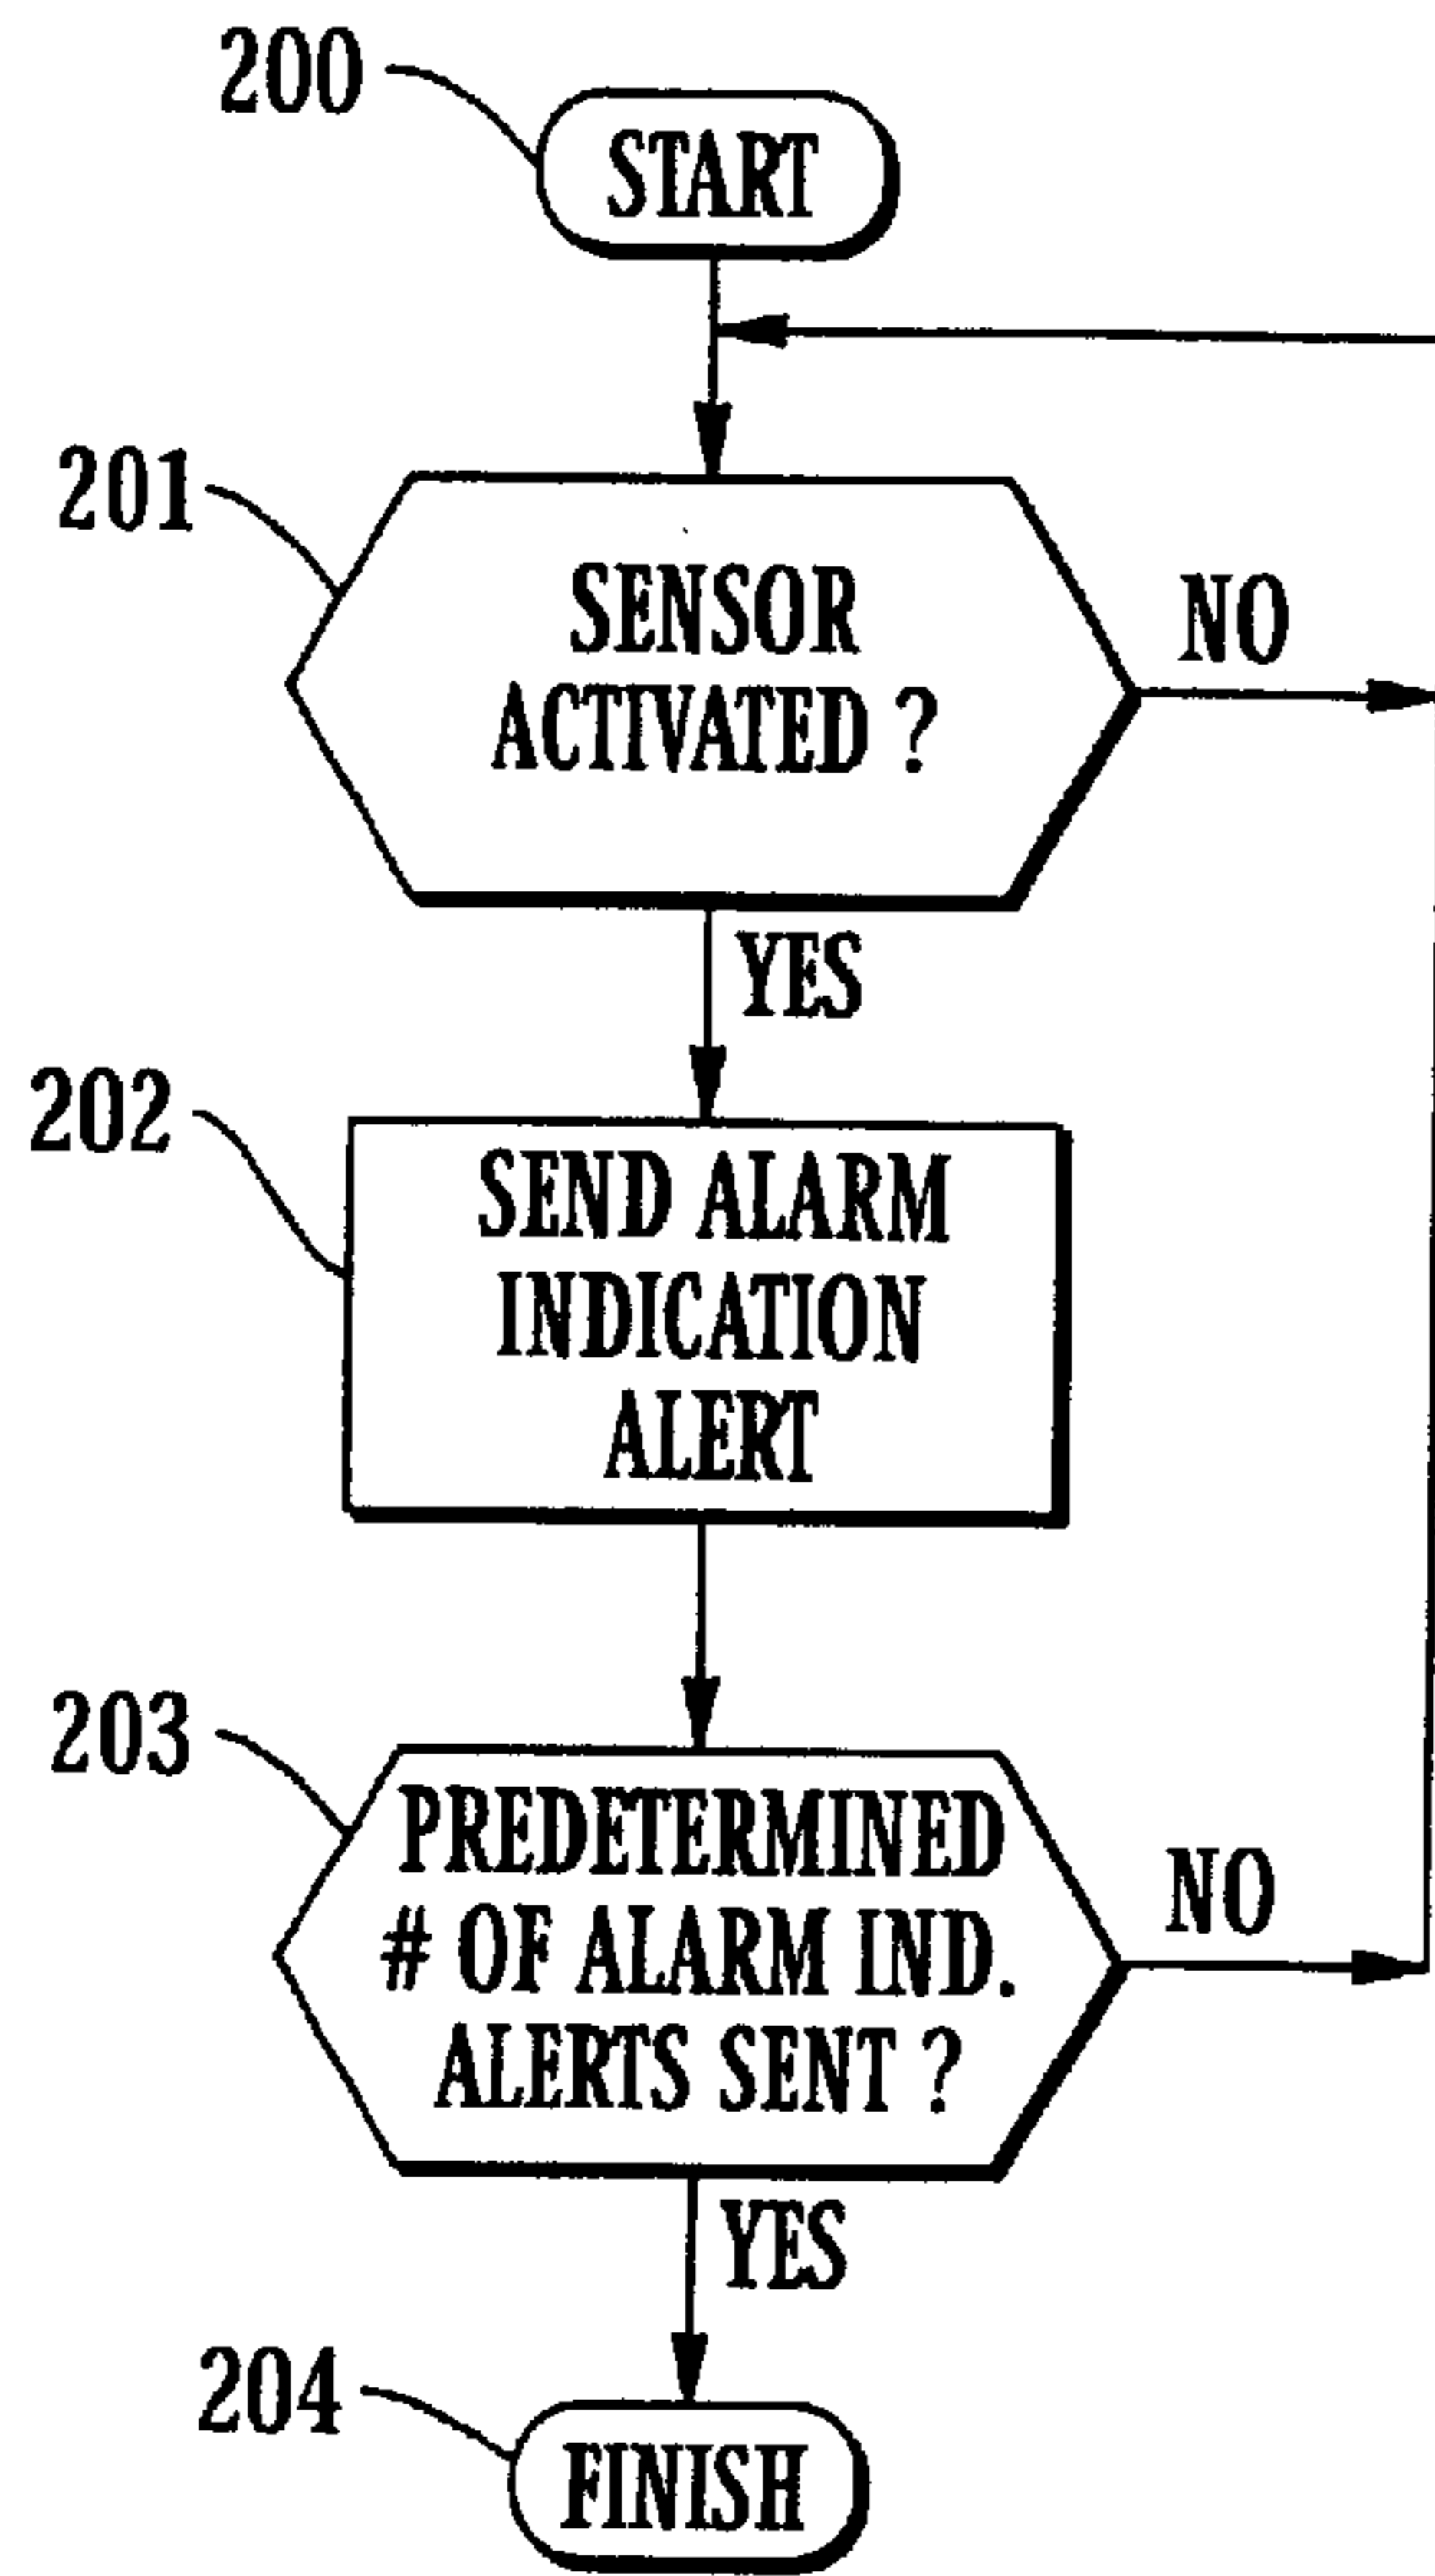 200
START
201
SENSOR
ACTIVATED ?
NO
YES
202
SEND ALARM
INDICATION
ALERT
203
PREDETERMINED
# OF ALARM IND.
ALERTS SENT ?
NO
YES
204
FINISH